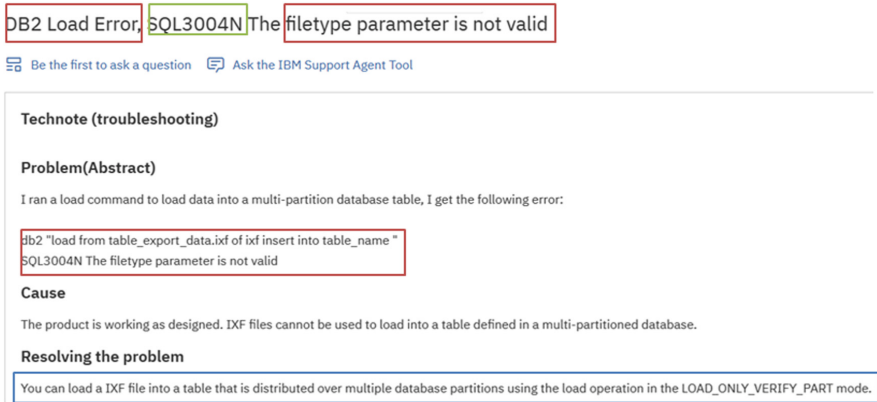 DB2 Load Error, SQL3004N The filetype parameter is not valid
Be the first to ask a question Ask the IBM Support Agent Tool
Technote (troubleshooting)
Problem(Abstract)
I ran a load command to load data into a multi-partition database table, I get the following error:
db2 "load from table_export_data.ixf of ixf insert into table_name "
SQL3004N The filetype parameter is not valid
Cause
The product is working as designed. IXF files cannot be used to load into a table defined in a multi-partitioned database.
Resolving the problem
You can load a IXF file into a table that is distributed over multiple database partitions using the load operation in the LOAD_ONLY_VERIFY_PART mode.